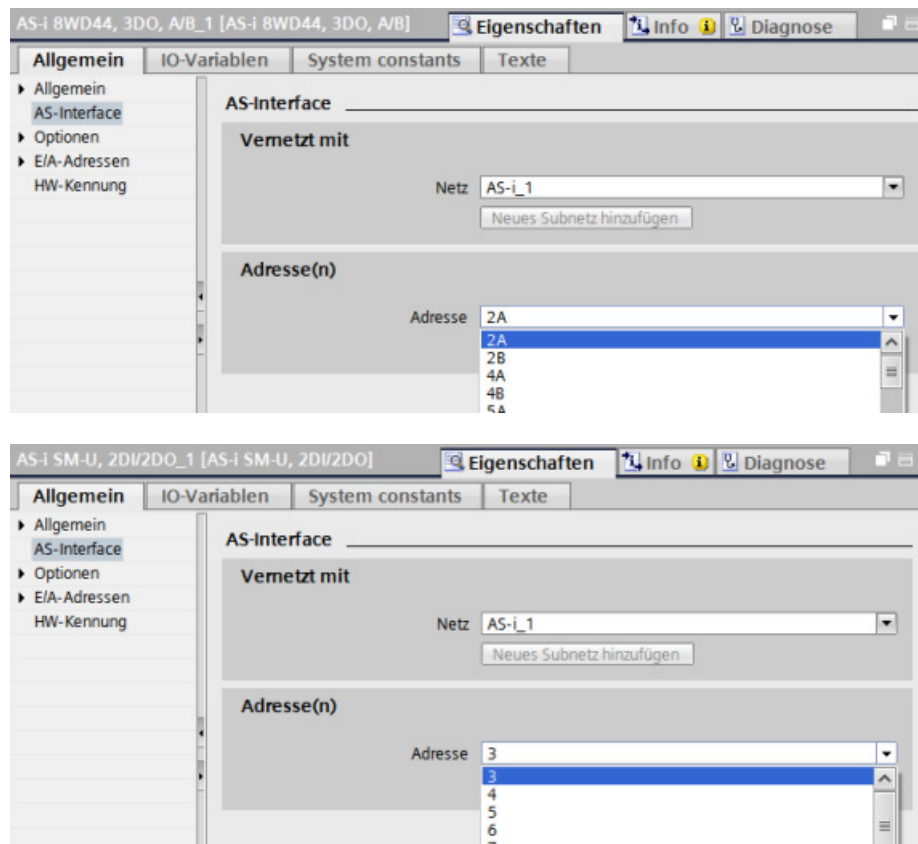 AS-i 8WD44, 3DO, A/B_1 [AS-i 8WD44, 3DO, A/B]
Eigenschaften
Info
Diagnose
Allgemein
IO-Variablen
System constants
Texte
Allgemein
AS-Interface
Optionen
E/A-Adressen
HW-Kennung
AS-Interface
Vernetzt mit
Netz
AS-i_1
Neues Subnetz hinzufügen
Adresse(n)
Adresse
2A
2A
2B
4A
4B
5A
AS-i SM-U, 2DI/2DO_1 [AS-i SM-U, 2DI/2DO]
Eigenschaften
Info
Diagnose
Allgemein
IO-Variablen
System constants
Texte
Allgemein
AS-Interface
Optionen
E/A-Adressen
HW-Kennung
AS-Interface
Vernetzt mit
Netz
AS-i_1
Neues Subnetz hinzufügen
Adresse(n)
Adresse
3
3
4
5
6